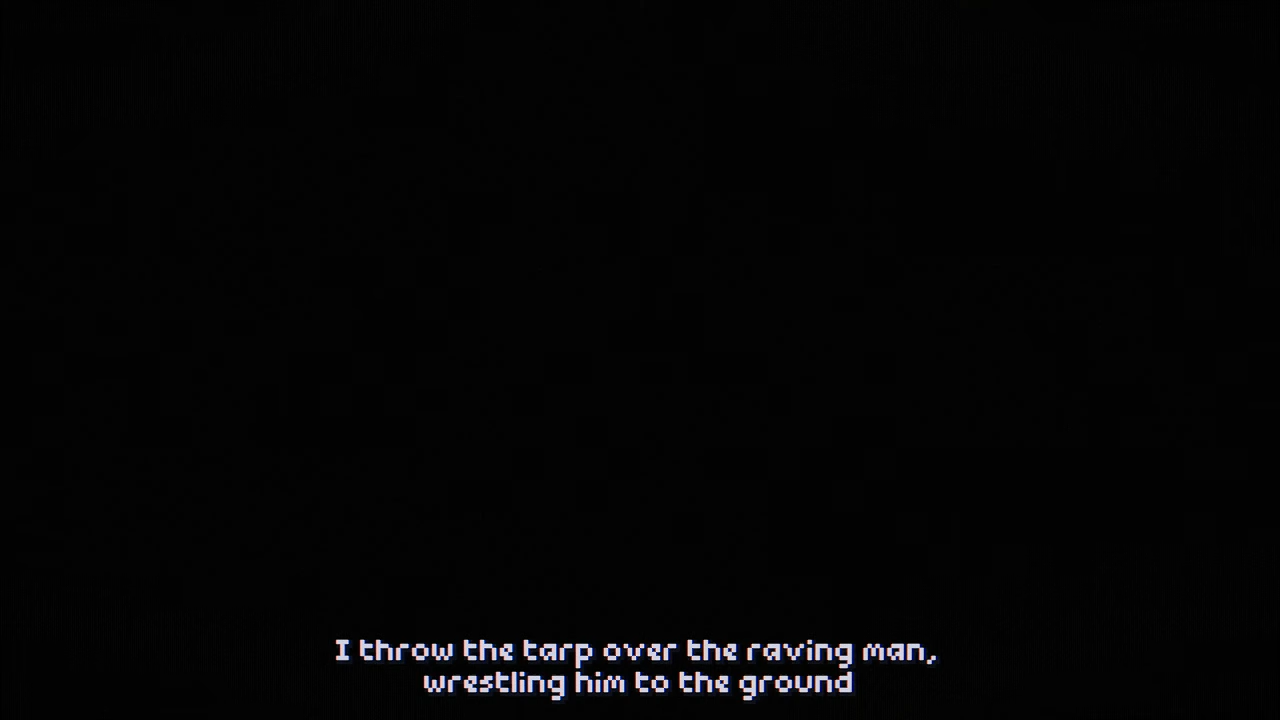 I throw the tarp over the raving man,
wrestling him to the ground